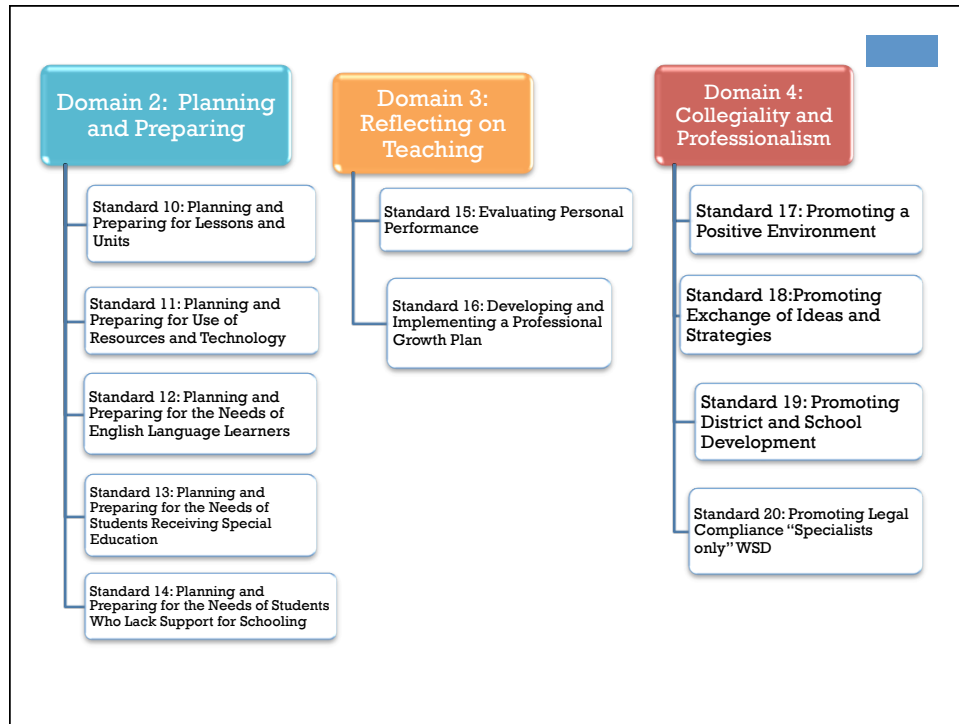 Domain 2:  Planning
and Preparing
Standard 10: Planning and
Preparing for Lessons and
Units
Standard 11: Planning and
Preparing for Use of
Resources and Technology
Standard 12: Planning and
Preparing for the Needs of
English Language Learners
Standard 13: Planning and
Preparing for the Needs of
Students Receiving Special
Education
Standard 14: Planning and
Preparing for the Needs of Students
Who Lack Support for Schooling
Domain 3:
Reflecting on
Teaching
Standard 15: Evaluating Personal
Performance
Standard 16: Developing and
Implementing a Professional
Growth Plan
Domain 4:
Collegiality and
Professionalism
Standard 17: Promoting a
Positive Environment
Standard 18:Promoting
Exchange of Ideas and
Strategies
Standard 19: Promoting
District and School
Development
Standard 20: Promoting Legal
Compliance “Specialists
only” WSD